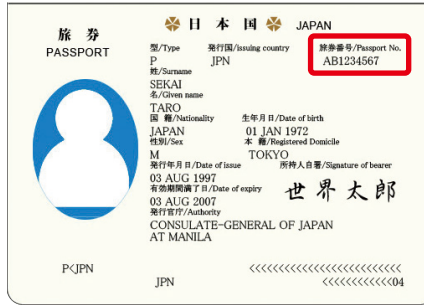 日本国 JAPAN
旅券
PASSPORT
型/Type 発行国/issuing country 旅券番号/Passport No.
P JPN AB1234567
姓/Surname
SEKAI
名/Given name
TARO
国籍/Nationality 生年月日/Date of birth
JAPAN 01 JAN 1972
性別/Sex 本籍/Registered Domicile
M TOKYO
発行年月日/Date of issue 所持人自署/Signature of bearer
03 AUG 1997
有効期間満了日/Date of expiry
世界太郎
03 AUG 2007
発行官庁/Authority
CONSULATE-GENERAL OF JAPAN
AT MANILA
P<JPN <<<<<<<<<<<<<<<<<<<<<<<<<<
JPN <<<<<<<<<<<<04